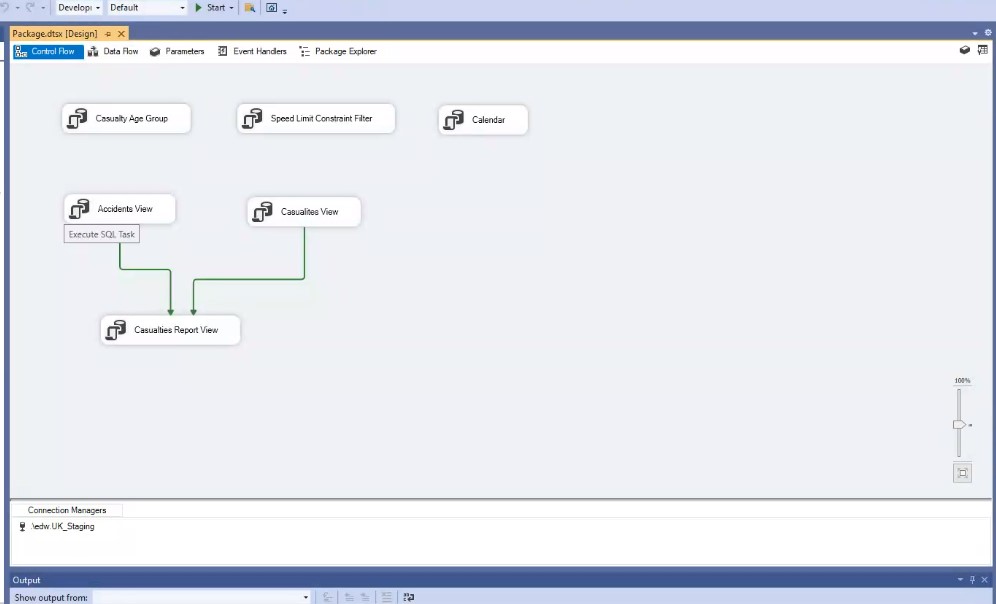 Developi Default Start
Package.dtsx [Design]
Control Flow Data Flow Parameters Event Handlers Package Explorer
Casualty Age Group Speed Limit Constraint Filter Calendar
Accidents View Casualites View
Execute SQL Task
Casualties Report View
100%
Connection Managers
.\edw.UK_Staging
Output
Show output from: